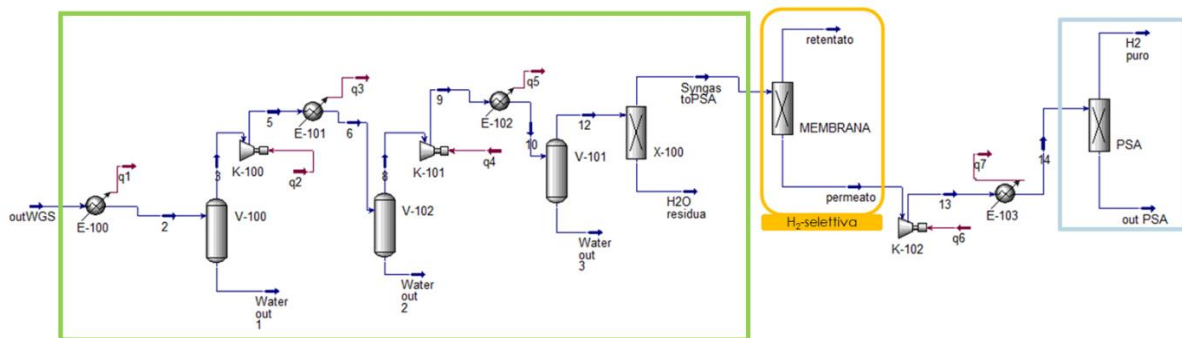 outWGS
q1
E-100
2
3
V-100
Water
out
1
5
K-100
q2
q3
E-101
6
8
V-102
Water
out
2
9
K-101
q4
q5
E-102
10
V-101
Water
out
3
12
X-100
H2O
residua
Syngas
toPSA
retentato
MEMBRANA
permeato
H2-selettiva
K-102
q6
13
q7
E-103
14
H2
puro
PSA
out PSA